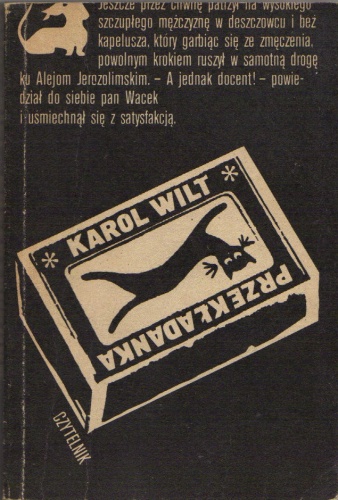 Jeszcze przez chwilę patrzył na wysokiego
szczupłego mężczyznę w deszczowcu i bez
kapelusza, który garbiąc się ze zmęczenia,
powolnym krokiem ruszył w samotną drogę
ku Alejom Jerozolimskim. – A jednak docent! – powie-
dział do siebie pan Wacek
i uśmiechnął się z satysfakcją.
* KAROL WILT *
PRZEKŁADANKA
CZYTELNIK